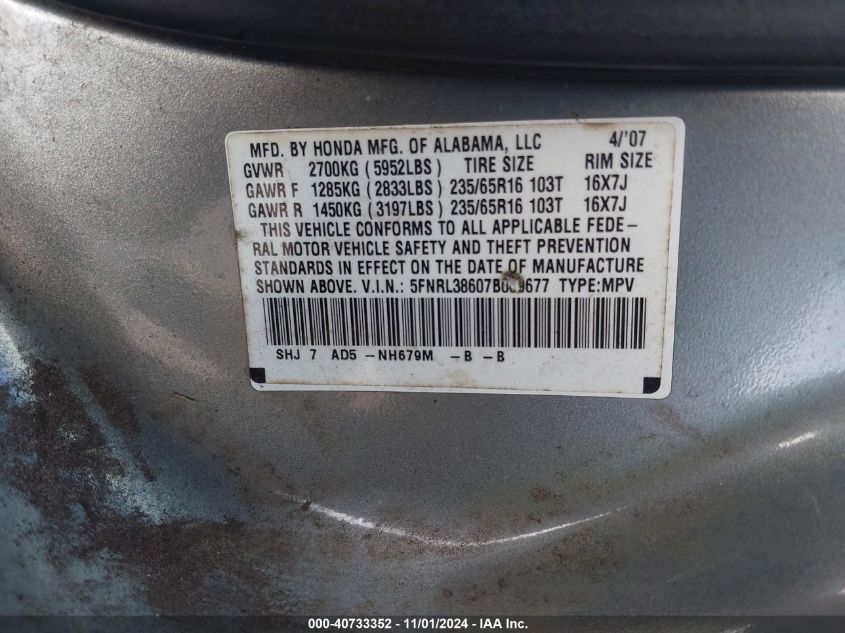 MFD. BY HONDA MFG. OF ALABAMA, LLC 4/'07
GVWR 2700KG (5952LBS) TIRE SIZE RIM SIZE
GAWR F 1285KG (2833LBS) 235/65R16 103T 16X7J
GAWR R 1450KG (3197LBS) 235/65R16 103T 16X7J
THIS VEHICLE CONFORMS TO ALL APPLICABLE FEDE-
RAL MOTOR VEHICLE SAFETY AND THEFT PREVENTION
STANDARDS IN EFFECT ON THE DATE OF MANUFACTURE
SHOWN ABOVE. V.I.N.: TYPE:MPV
SHJ 7 AD5 -NH679M -B -B
000-40733352 - 11/01/2024 - IAA Inc.